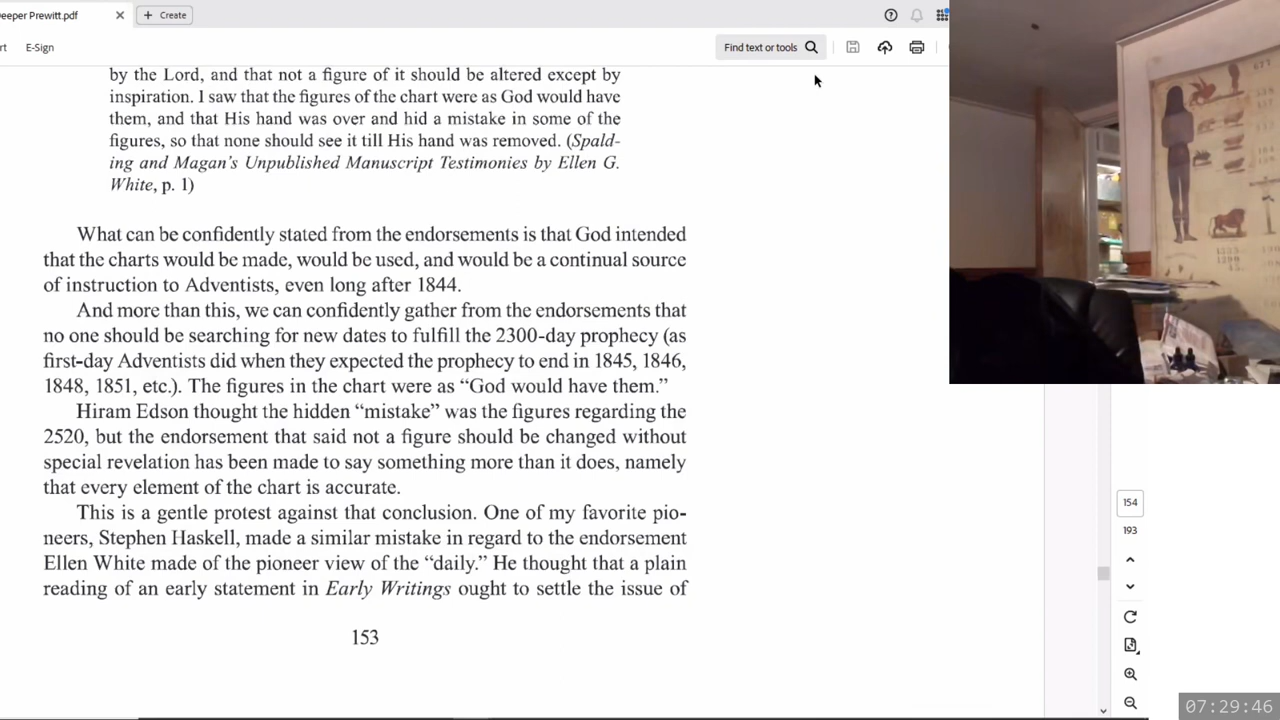 eeper Prewitt.pdf
Create
rt
E-Sign
Find text or tools
by the Lord, and that not a figure of it should be altered except by
inspiration. I saw that the figures of the chart were as God would have
them, and that His hand was over and hid a mistake in some of the
figures, so that none should see it till His hand was removed. (Spald-
ing and Magan's Unpublished Manuscript Testimonies by Ellen G.
White, p. 1)
What can be confidently stated from the endorsements is that God intended
that the charts would be made, would be used, and would be a continual source
of instruction to Adventists, even long after 1844.
And more than this, we can confidently gather from the endorsements that
no one should be searching for new dates to fulfill the 2300-day prophecy (as
first-day Adventists did when they expected the prophecy to end in 1845, 1846,
1848, 1851, etc.). The figures in the chart were as “God would have them.”
Hiram Edson thought the hidden “mistake” was the figures regarding the
2520, but the endorsement that said not a figure should be changed without
special revelation has been made to say something more than it does, namely
that every element of the chart is accurate.
This is a gentle protest against that conclusion. One of my favorite pio-
neers, Stephen Haskell, made a similar mistake in regard to the endorsement
Ellen White made of the pioneer view of the “daily.” He thought that a plain
reading of an early statement in Early Writings ought to settle the issue of
153
154
193
677
07:29:46